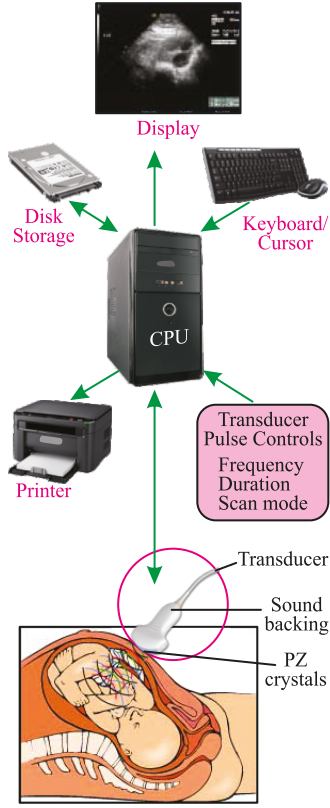 Display
Disk
Storage
Keyboard/
Cursor
CPU
Printer
Transducer
Pulse Controls
Frequency
Duration
Scan mode
Transducer
Sound
backing
PZ
crystals